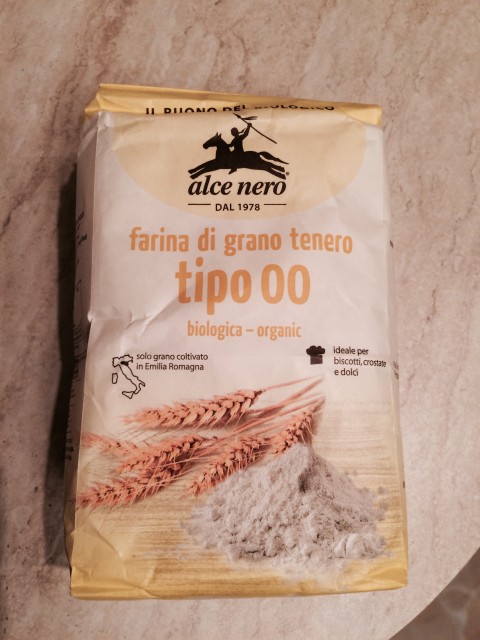 IL BUONO DEL BIOLOGICO
alce nero
DAL 1978
farina di grano tenero
tipo 00
biologica – organic
solo grano coltivato
in Emilia Romagna
ideale per
biscotti, crostate
e dolci